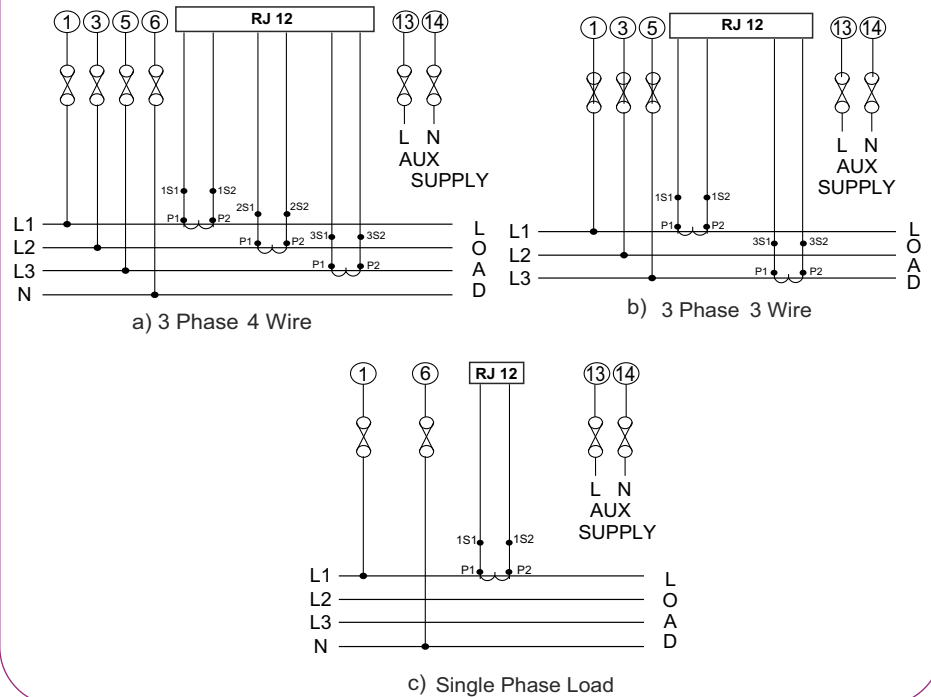 1 3 5 6 RJ 12 13 14
L N
AUX
SUPPLY
1S1 1S2
2S1 2S2
3S1 3S2
L1 P1 P2 L
L2 P1 P2 O
L3 P1 P2 A
N D
a) 3 Phase 4 Wire
1 3 5 RJ 12 13 14
L N
AUX
SUPPLY
1S1 1S2
L1 P1 P2 L
3S1 3S2 O
L2 A
L3 P1 P2 D
b) 3 Phase 3 Wire
1 6 RJ 12 13 14
L N
AUX
SUPPLY
1S1 1S2
L1 P1 P2 L
L2 O
L3 A
N D
c) Single Phase Load